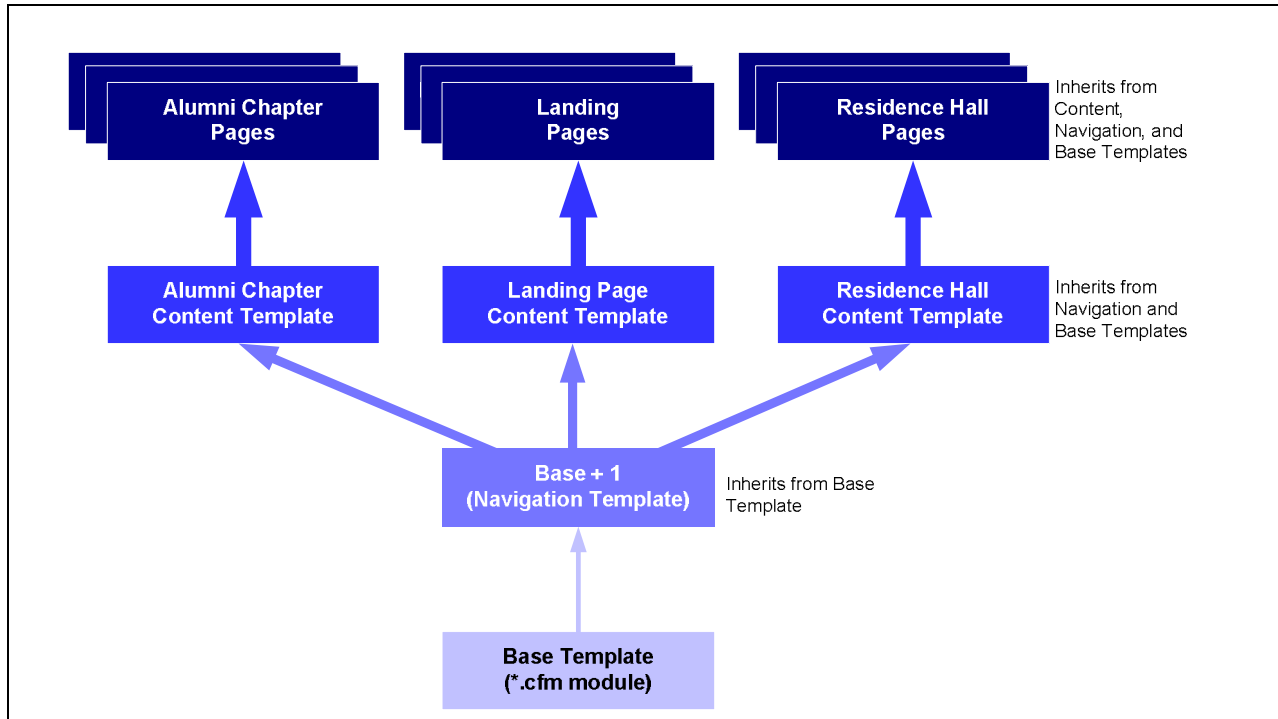 Alumni Chapter
Pages
Landing
Pages
Residence Hall
Pages
Inherits from
Content,
Navigation, and
Base Templates
Alumni Chapter
Content Template
Landing Page
Content Template
Residence Hall
Content Template
Inherits from
Navigation and
Base Templates
Base + 1
(Navigation Template)
Inherits from Base
Template
Base Template
(*.cfm module)